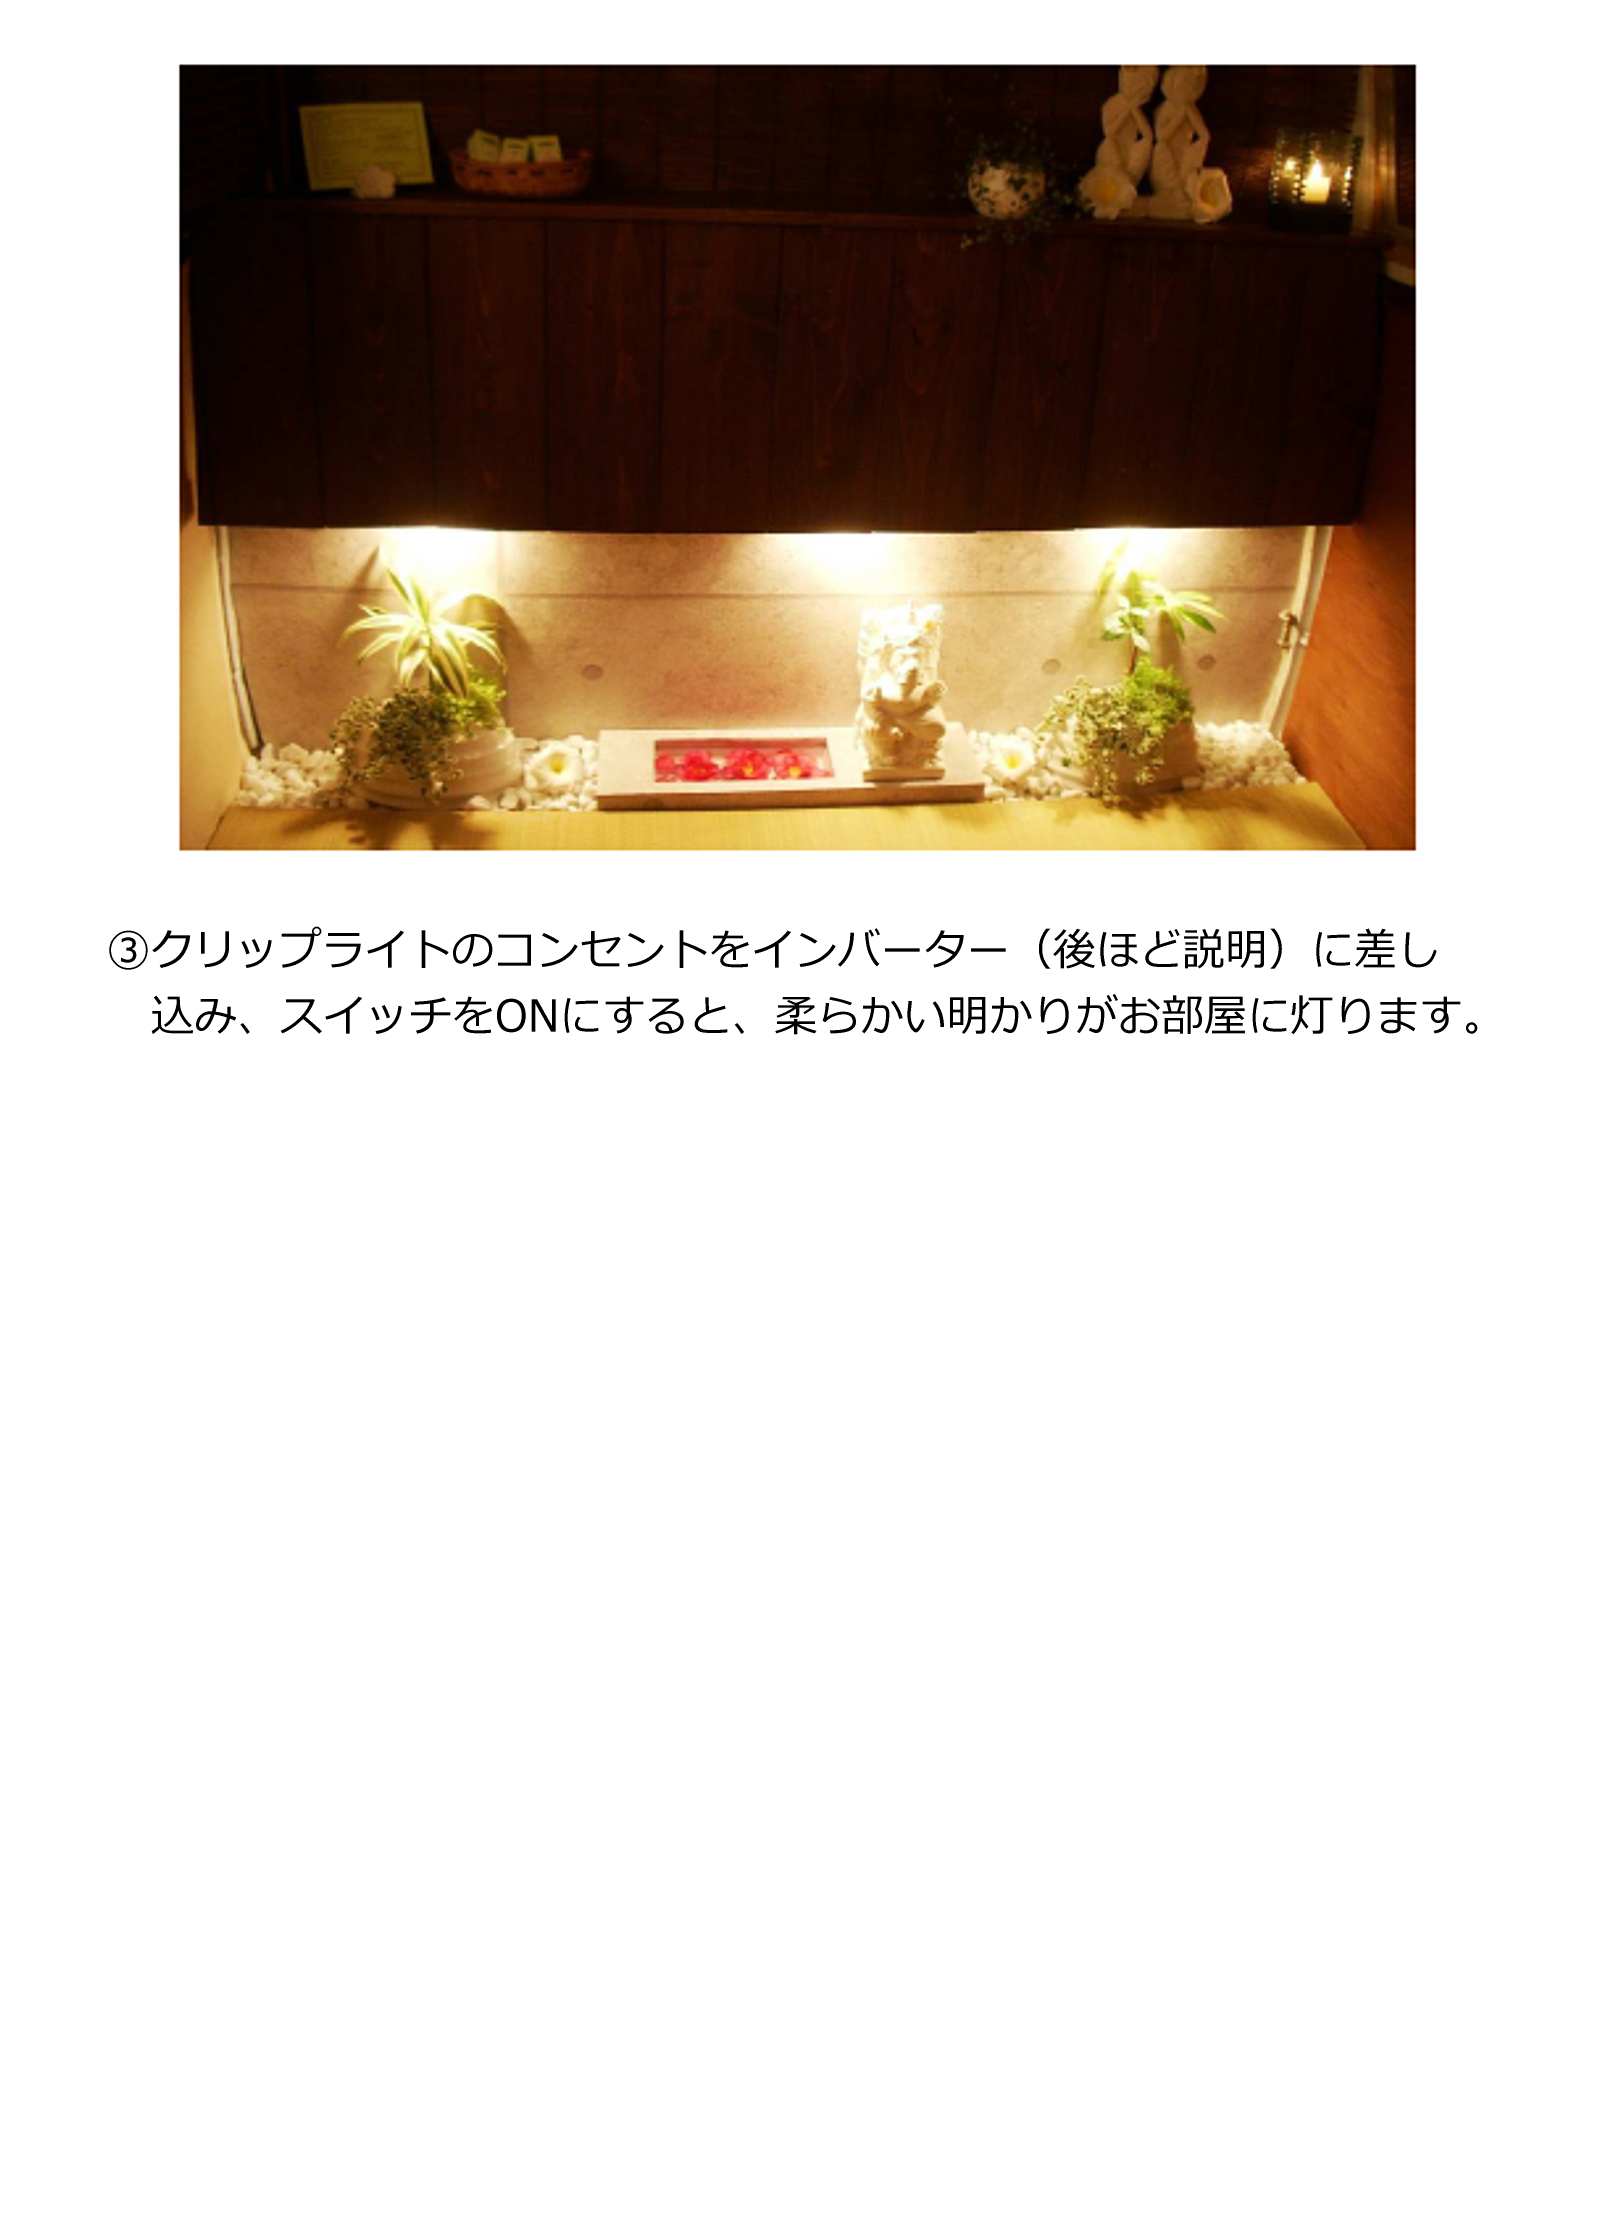 ③クリップライトのコンセントをインバーター（後ほど説明）に差し
込み、スイッチをONにすると、柔らかい明かりがお部屋に灯ります。